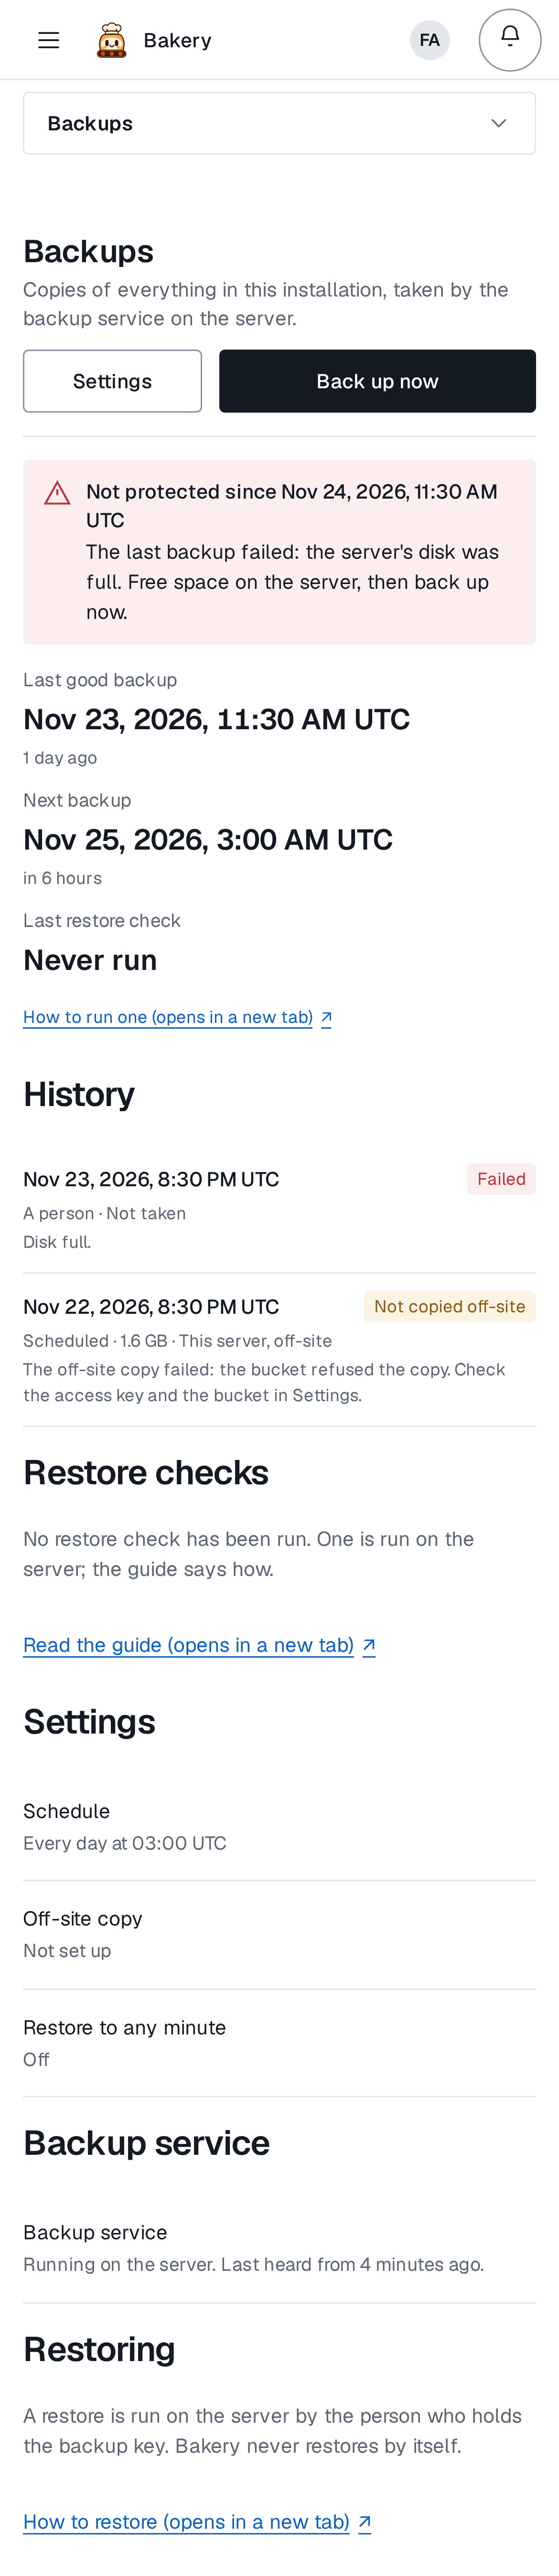 Bakery
FA
Backups
Backups
Copies of everything in this installation, taken by the
backup service on the server.
Settings
Back up now
Not protected since Nov 24, 2026, 11:30 AM
UTC
The last backup failed: the server's disk was
full. Free space on the server, then back up
now.
Last good backup
Nov 23, 2026, 11:30 AM UTC
1 day ago
Next backup
Nov 25, 2026, 3:00 AM UTC
in 6 hours
Last restore check
Never run
How to run one (opens in a new tab)
History
Nov 23, 2026, 8:30 PM UTC
Failed
A person · Not taken
Disk full.
Nov 22, 2026, 8:30 PM UTC
Not copied off-site
Scheduled · 1.6 GB · This server, off-site
The off-site copy failed: the bucket refused the copy. Check
the access key and the bucket in Settings.
Restore checks
No restore check has been run. One is run on the
server; the guide says how.
Read the guide (opens in a new tab)
Settings
Schedule
Every day at 03:00 UTC
Off-site copy
Not set up
Restore to any minute
Off
Backup service
Backup service
Running on the server. Last heard from 4 minutes ago.
Restoring
A restore is run on the server by the person who holds
the backup key. Bakery never restores by itself.
How to restore (opens in a new tab)